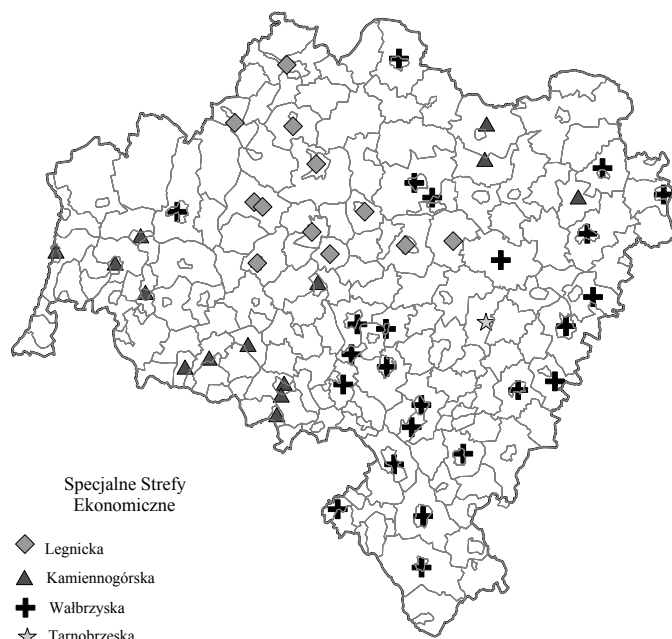 Specjalne Strefy
Ekonomiczne
Legnicka
Kamiennogórska
Wałbrzyska
Tarnobrzeska